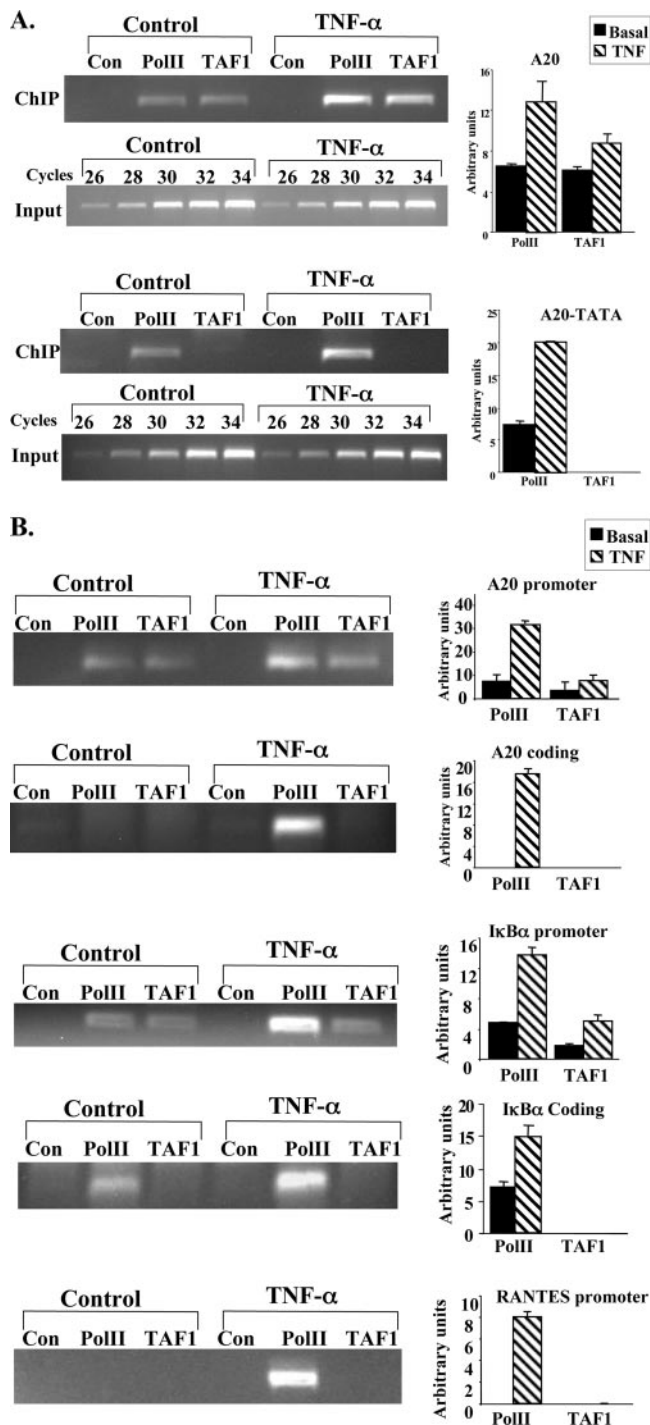 A.
Control TNF-α
Con PolII TAF1 Con PolII TAF1
ChIP
Control TNF-α
Cycles 26 28 30 32 34 26 28 30 32 34
Input
Basal
TNF
A20
Arbitrary units
16
12
8
4
0
PolII TAF1
Control TNF-α
Con PolII TAF1 Con PolII TAF1
ChIP
Control TNF-α
Cycles 26 28 30 32 34 26 28 30 32 34
Input
A20-TATA
Arbitrary units
25
20
15
10
5
0
PolII TAF1
B.
Basal
TNF
Control TNF-α
Con PolII TAF1 Con PolII TAF1
A20 promoter
Arbitrary units
40
30
20
10
0
PolII TAF1
Control TNF-α
Con PolII TAF1 Con PolII TAF1
A20 coding
Arbitrary units
20
16
12
8
4
0
PolII TAF1
Control TNF-α
Con PolII TAF1 Con PolII TAF1
IκBα promoter
Arbitrary units
16
12
8
4
0
PolII TAF1
Control TNF-α
Con PolII TAF1 Con PolII TAF1
IκBα Coding
Arbitrary units
20
15
10
5
0
PolII TAF1
Control TNF-α
Con PolII TAF1 Con PolII TAF1
RANTES promoter
Arbitrary units
10
8
6
4
2
0
PolII TAF1